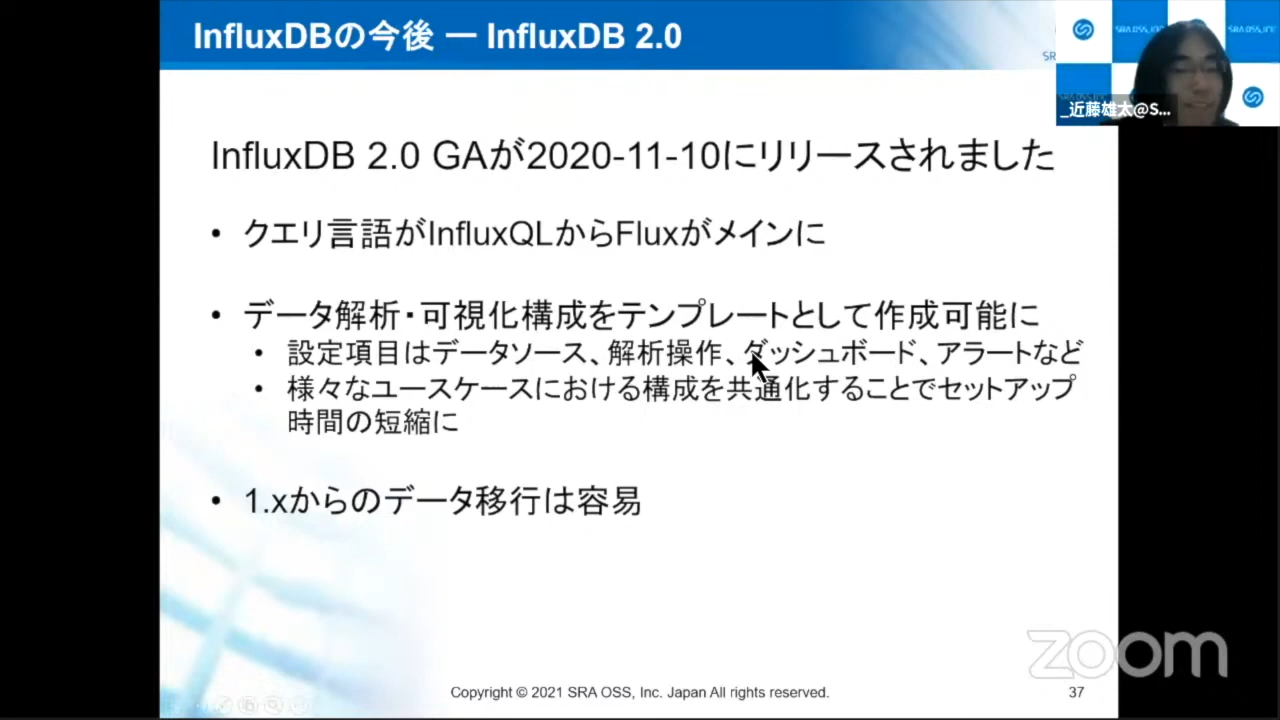 InfluxDBの今後 ー InfluxDB 2.0
SR
SRA OSS, INC
SRA OSS, INC
_近藤雄太@S...
InfluxDB 2.0 GAが2020-11-10にリリースされました
• クエリ言語がInfluxQLからFluxがメインに
• データ解析・可視化構成をテンプレートとして作成可能に
• 設定項目はデータソース、解析操作、ダッシュボード、アラートなど
• 様々なユースケースにおける構成を共通化することでセットアップ
時間の短縮に
• 1.xからのデータ移行は容易
zoom
Copyright © 2021 SRA OSS, Inc. Japan All rights reserved.
37